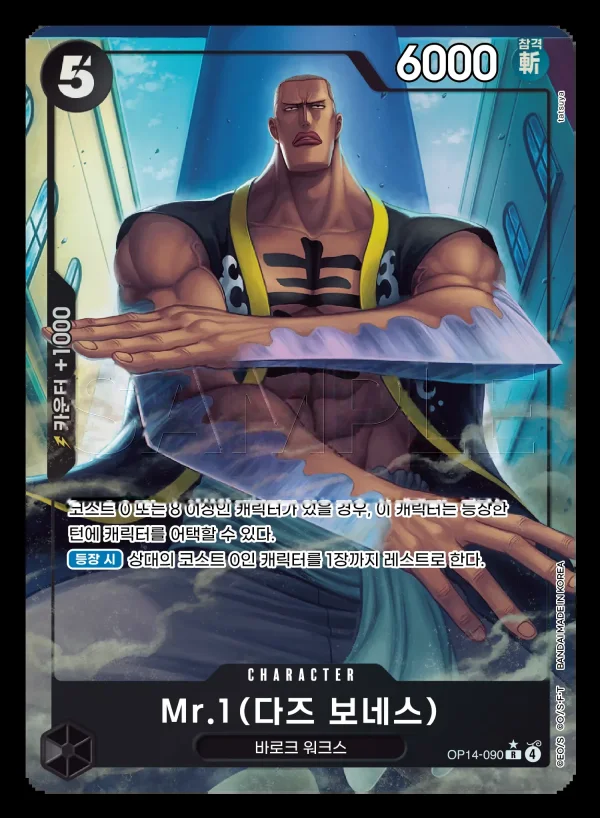 5
6000
참격
斬
tatsuya
카운터 +1000
SAMPLE
코스트 0 또는 8 이상인 캐릭터가 있을 경우, 이 캐릭터는 등장한
턴에 캐릭터를 어택할 수 있다.
등장 시 상대의 코스트 0인 캐릭터를 1장까지 레스트로 한다.
CHARACTER
Mr.1(다즈 보네스)
바로크 워크스
OP14-090 R 4
©EO/S ©O/S·F·T BANDAI MADE IN KOREA